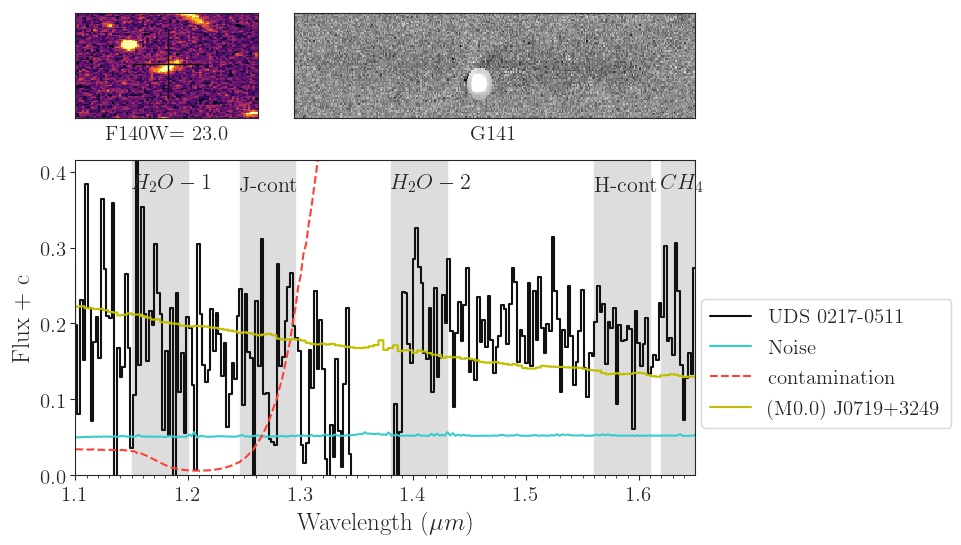 F140W= 23.0
G141
H2O − 1
J-cont
H2O − 2
H-cont
CH4
0.4
0.3
0.2
0.1
0.0
Flux + c
1.1
1.2
1.3
1.4
1.5
1.6
Wavelength (μm)
UDS 0217-0511
Noise
contamination
(M0.0) J0719+3249